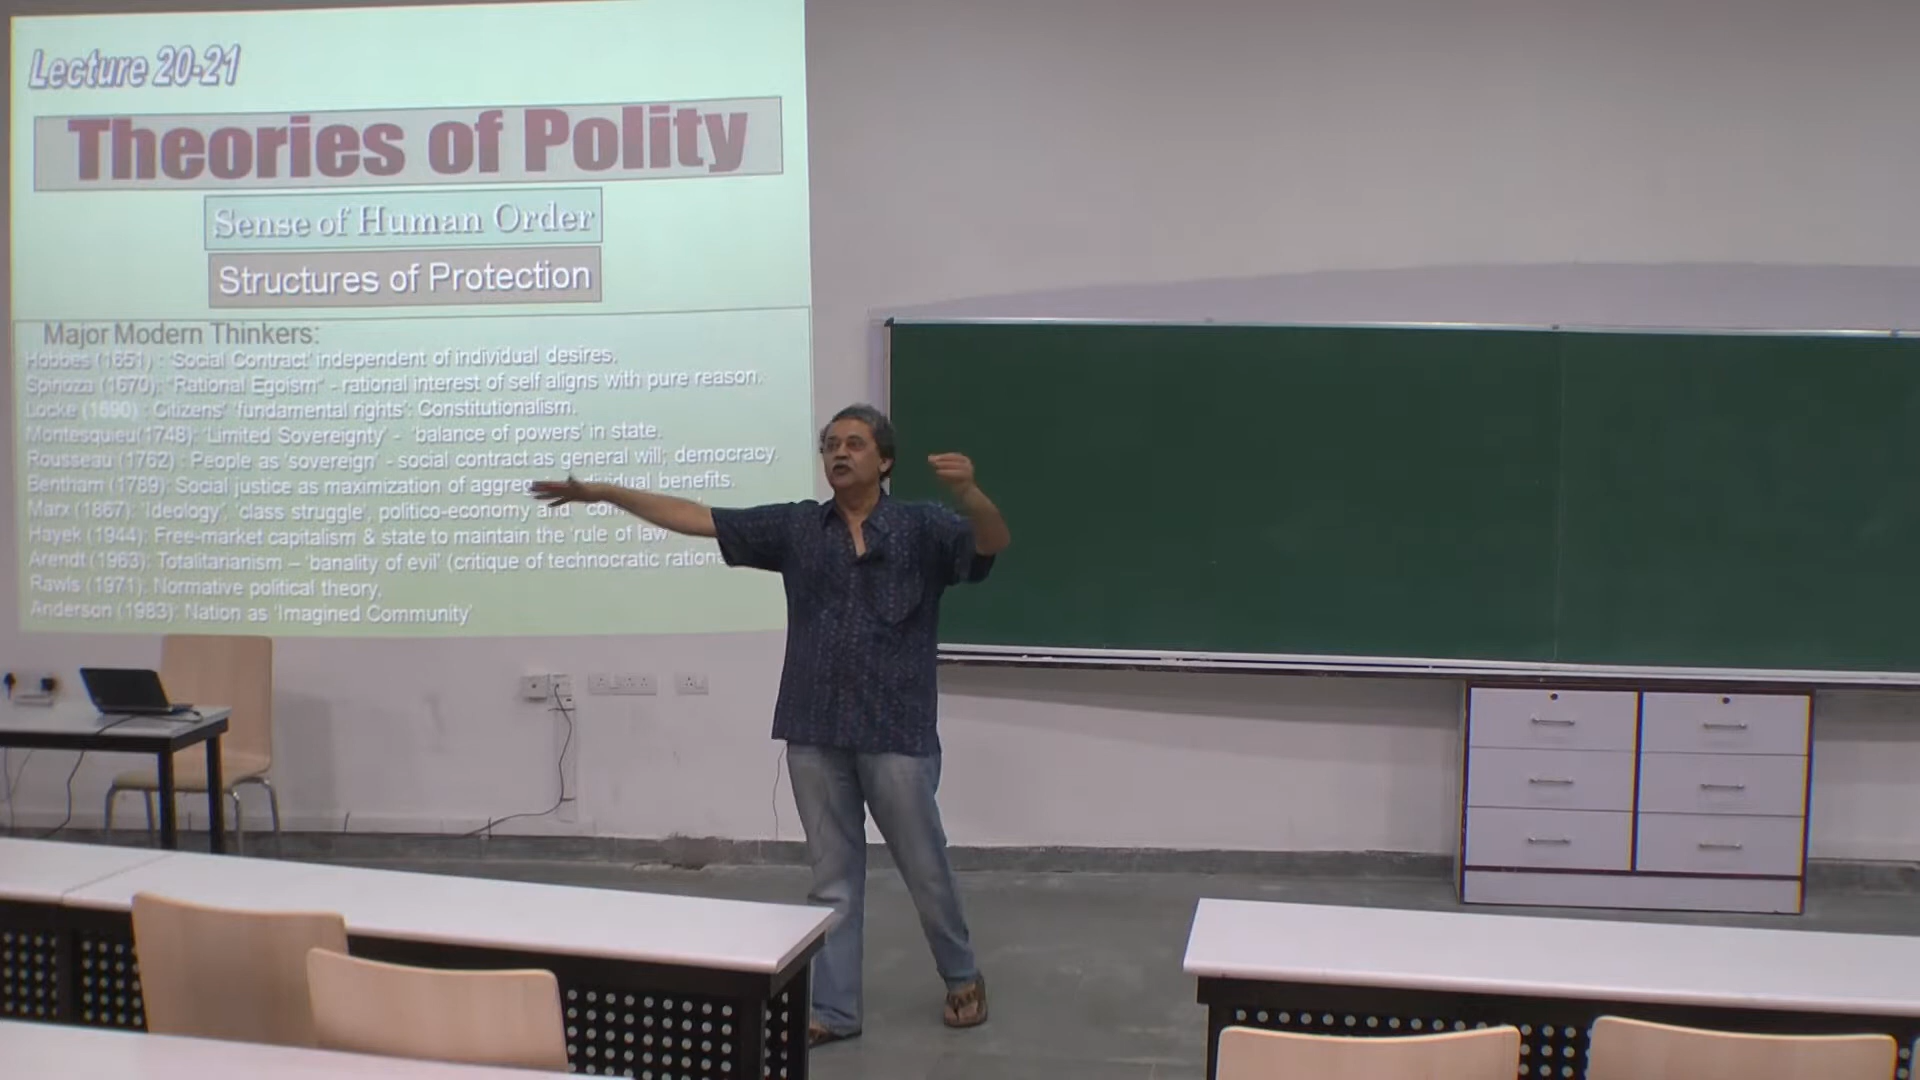 Lecture 20-21
Theories of Polity
Sense of Human Order
Structures of Protection
Major Modern Thinkers:
Hobbes (1651) : 'Social Contract' independent of individual desires.
Spinoza (1670): "Rational Egoism" - rational interest of self aligns with pure reason.
Locke (1690) : Citizens' 'fundamental rights': Constitutionalism.
Montesquieu(1748): 'Limited Sovereignty' - 'balance of powers' in state.
Rousseau (1762) : People as 'sovereign' - social contract as general will; democracy.
Bentham (1789): Social justice as maximization of benefits.
Marx (1867): 'Ideology', 'class struggle', politico-economy and
Hayek (1944): Free-market capitalism & state to maintain the 'rule of law
Arendt (1963): Totalitarianism – 'banality of evil' (critique of technocratic
Rawls (1971): Normative political theory,
Anderson (1983): Nation as 'Imagined Community'